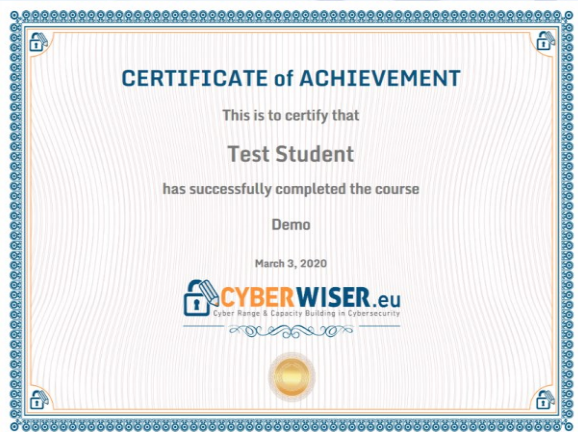 CERTIFICATE of ACHIEVEMENT
This is to certify that
Test Student
has successfully completed the course
Demo
March 3, 2020
CYBERWISER.eu
Cyber Range & Capacity Building in Cybersecurity